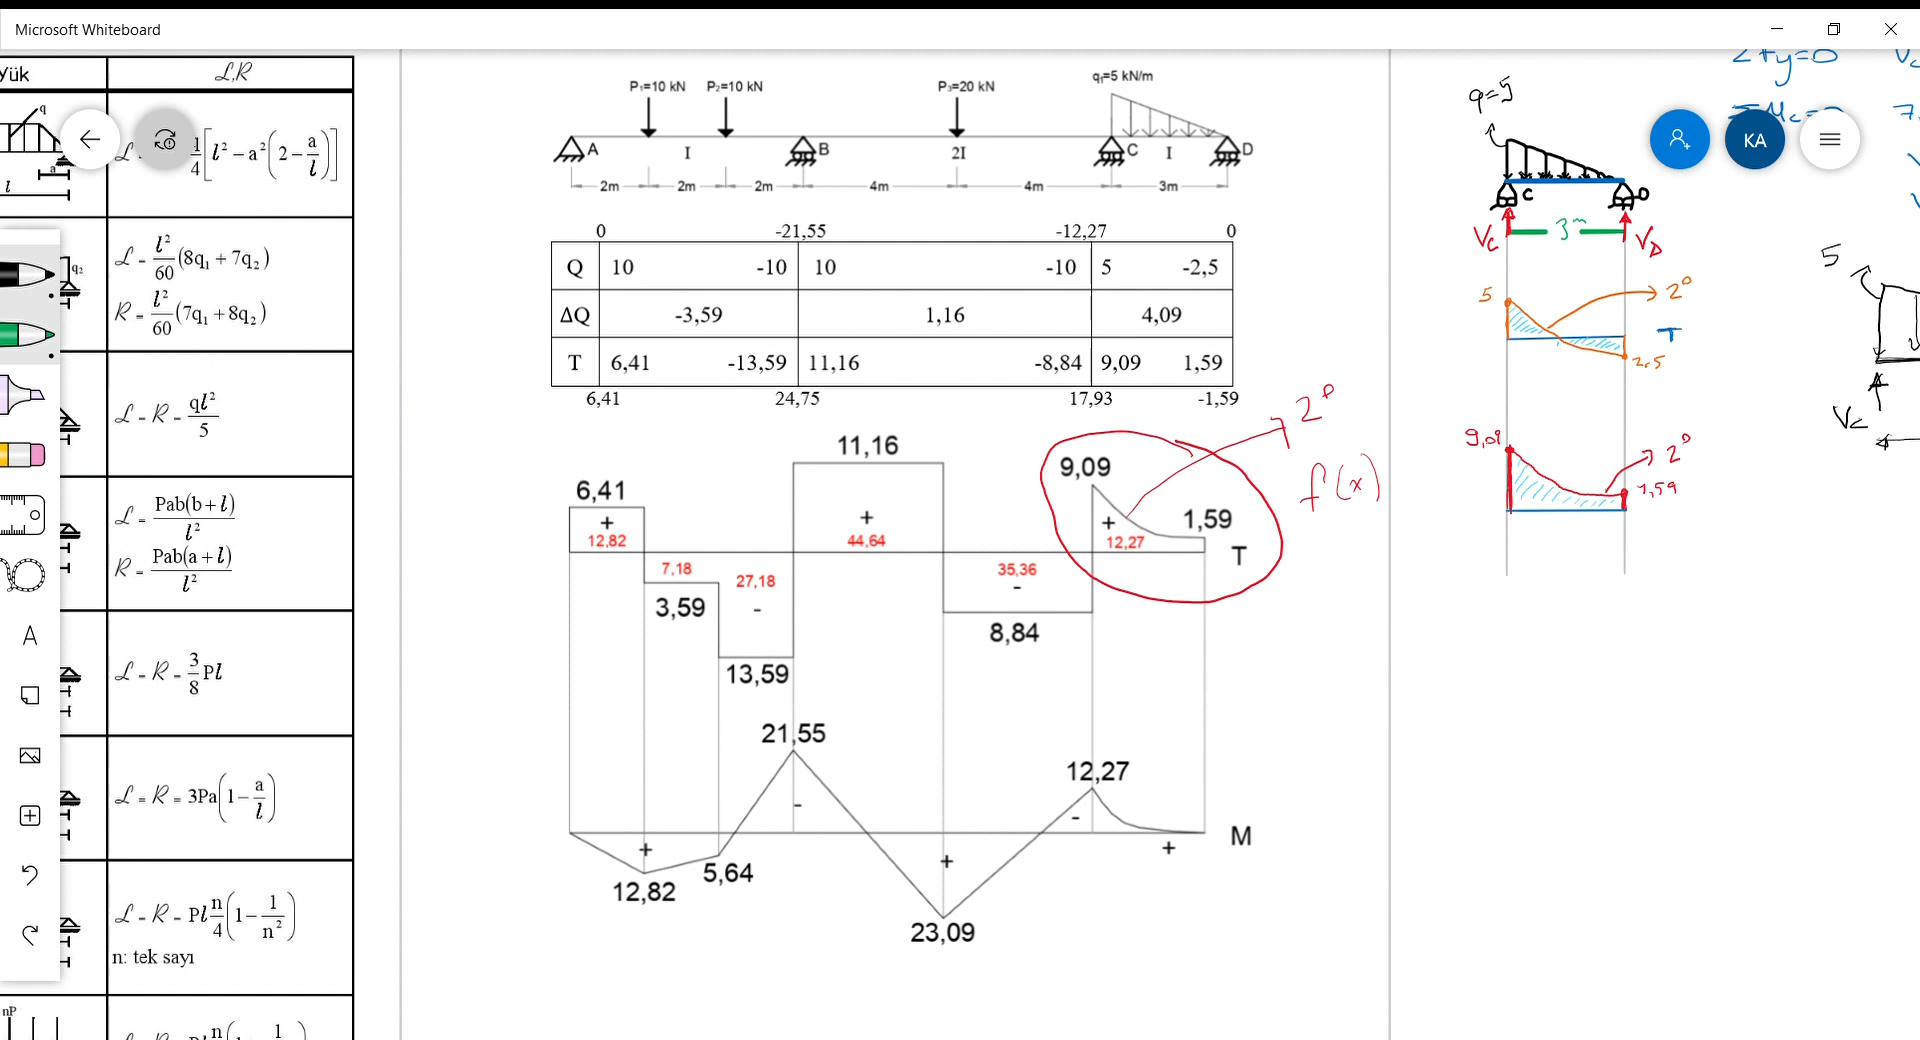 Microsoft Whiteboard
Yük
ℒ,R
q
a
l
ℒ
1/4[l² − a²(2 − a/l)]
q₂
ℒ = l²/60 (8q₁ + 7q₂)
R = l²/60 (7q₁ + 8q₂)
ℒ = R = ql²/5
ℒ = Pab(b + l)/l²
R = Pab(a + l)/l²
ℒ = R = 3/8 Pl
ℒ = R = 3Pa(1 − a/l)
ℒ = R = Pl n/4 (1 − 1/n²)
n: tek sayı
nP
A
P₁=10 kN P₂=10 kN P₃=20 kN q₁=5 kN/m
A I B 2I C I D
2m 2m 2m 4m 4m 3m
0 -21,55 -12,27 0
Q 10 -10 10 -10 5 -2,5
ΔQ -3,59 1,16 4,09
T 6,41 -13,59 11,16 -8,84 9,09 1,59
6,41 24,75 17,93 -1,59
2°
f(x)
11,16
9,09
6,41
1,59
+ + +
12,82 44,64 12,27
T
7,18 27,18 35,36
3,59 - -
8,84
13,59
21,55
12,27
- -
M
+ + +
5,64
12,82
23,09
q=5
C D
Vc 3m VD
5 2°
T
2,5
9,09 2°
1,59
Σfy=0
KA
5
Vc